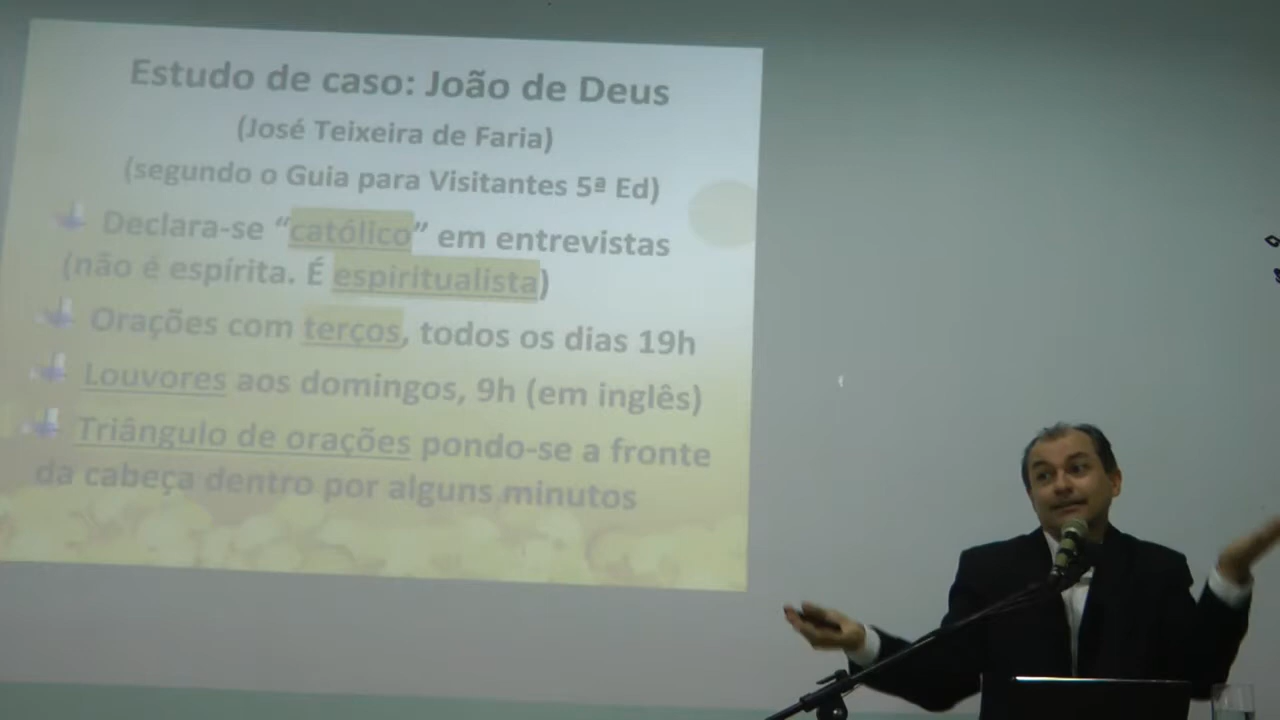 Estudo de caso: João de Deus
(José Teixeira de Faria)
(segundo o Guia para Visitantes 5ª Ed)
Declara-se “católico” em entrevistas
(não é espírita. É espiritualista)
Orações com terços, todos os dias 19h
Louvores aos domingos, 9h (em inglês)
Triângulo de orações pondo-se a fronte
da cabeça dentro por alguns minutos